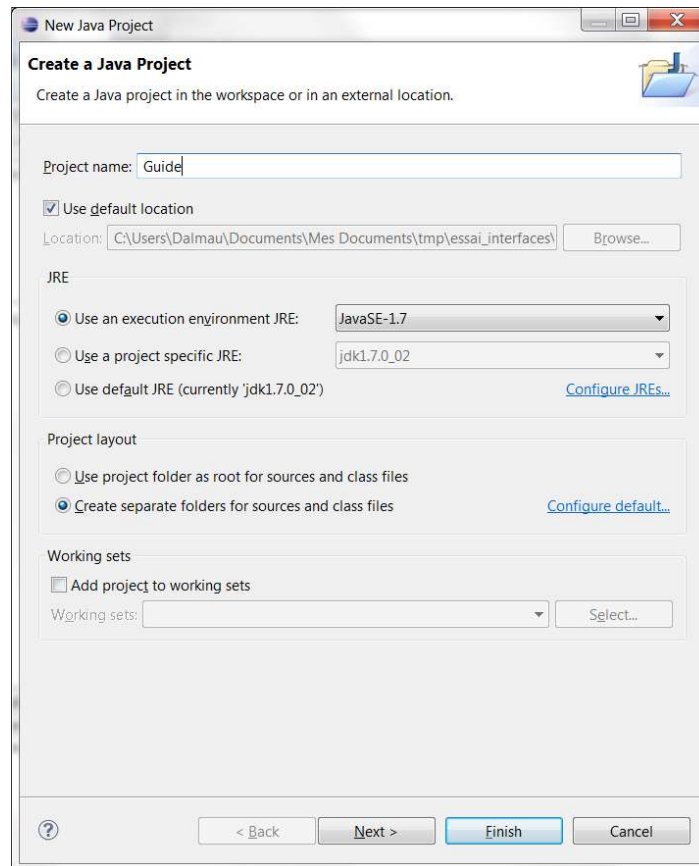 New Java Project
Create a Java Project
Create a Java project in the workspace or in an external location.
Project name: Guide
Use default location
Location: C:\Users\Dalmau\Documents\Mes Documents\tmp\essai_interfaces\ Browse...
JRE
Use an execution environment JRE: JavaSE-1.7
Use a project specific JRE: jdk1.7.0_02
Use default JRE (currently 'jdk1.7.0_02') Configure JREs...
Project layout
Use project folder as root for sources and class files
Create separate folders for sources and class files Configure default...
Working sets
Add project to working sets
Working sets: Select...
< Back Next > Finish Cancel